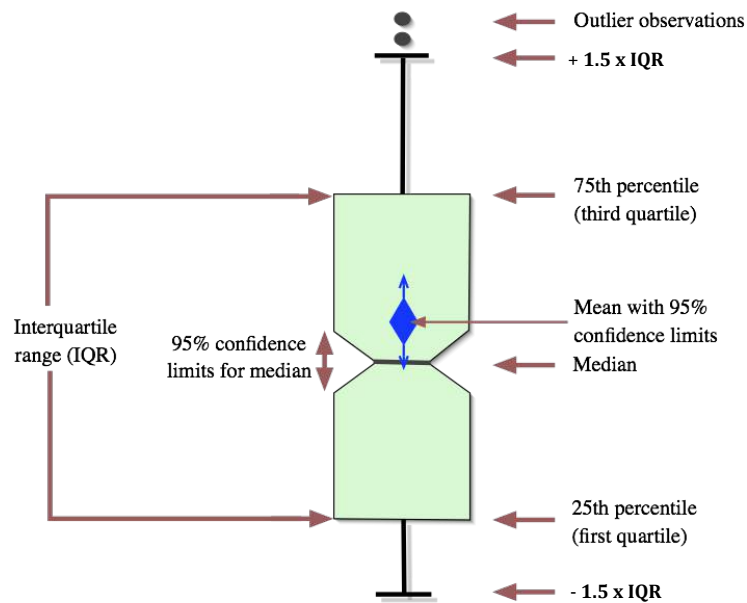 Outlier observations
+ 1.5 x IQR
75th percentile
(third quartile)
Mean with 95%
confidence limits
Interquartile
range (IQR)
95% confidence
limits for median
Median
25th percentile
(first quartile)
- 1.5 x IQR